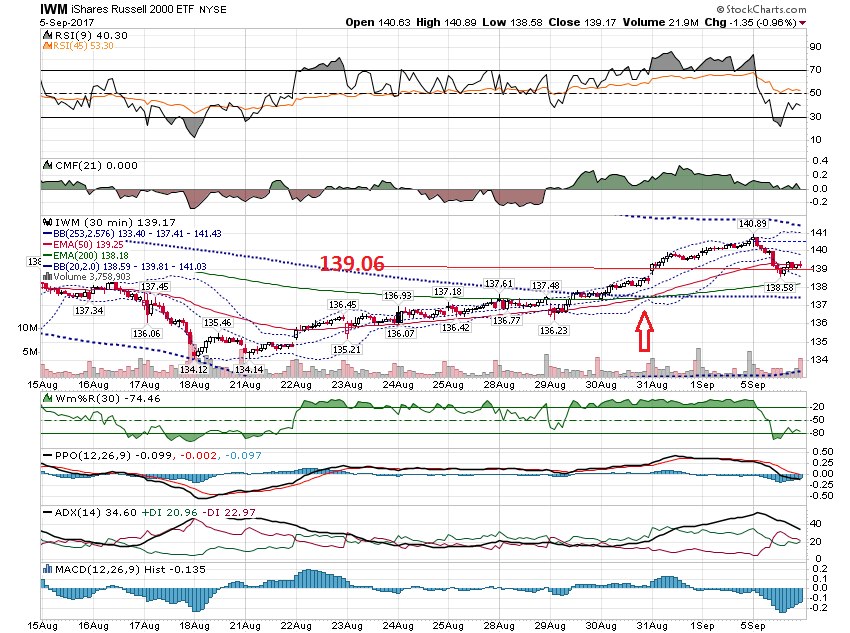 IWM iShares Russell 2000 ETF NYSE
© StockCharts.com
5-Sep-2017
Open 140.63 High 140.89 Low 138.58 Close 139.17 Volume 21.9M Chg -1.35 (-0.96%)
RSI(9) 40.30
RSI(45) 53.30
90
70
50
30
10
CMF(21) 0.000
0.4
0.2
0.0
-0.2
IWM (30 min) 139.17
BB(253,2.576) 133.40 - 137.41 - 141.43
EMA(50) 139.25
EMA(200) 138.18
BB(20,2.0) 138.59 - 139.81 - 141.03
Volume 3,758,903
139.06
140.89
138.58
137.45
137.34
136.06
135.46
134.12
134.14
136.45
135.21
136.93
136.07
137.18
136.42
137.61
136.77
137.48
136.23
141
140
139
138
137
136
135
134
10M
5M
15Aug 16Aug 17Aug 18Aug 21Aug 22Aug 23Aug 24Aug 25Aug 28Aug 29Aug 30Aug 31Aug 1Sep 5Sep
Wm%R(30) -74.46
-20
-50
-80
PPO(12,26,9) -0.099, -0.002, -0.097
0.50
0.25
0.00
-0.25
-0.50
ADX(14) 34.60 +DI 20.96 -DI 22.97
40
20
0
MACD(12,26,9) Hist -0.135
0.2
0.1
0.0
-0.1
-0.2
15Aug 16Aug 17Aug 18Aug 21Aug 22Aug 23Aug 24Aug 25Aug 28Aug 29Aug 30Aug 31Aug 1Sep 5Sep